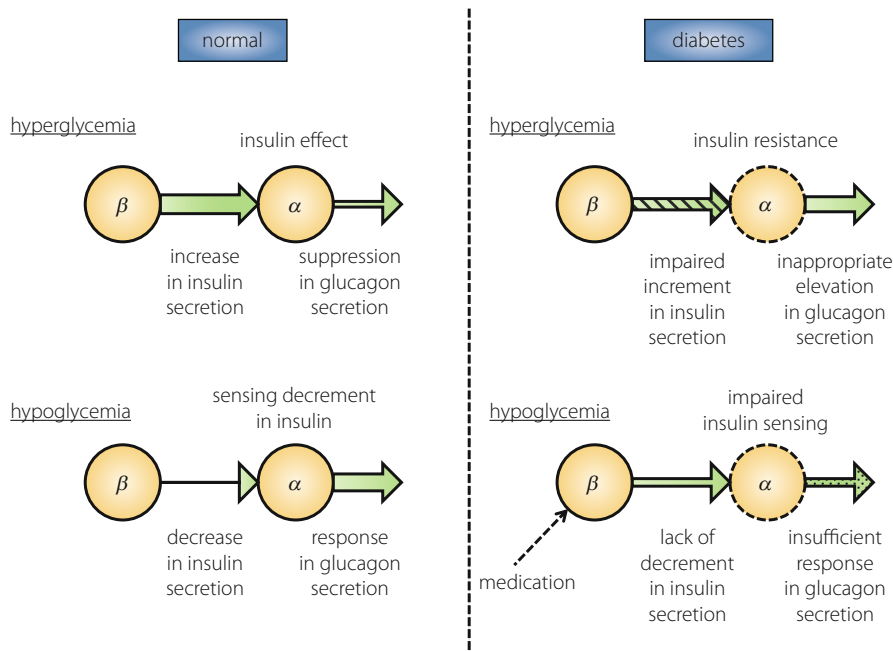 normal
hyperglycemia
insulin effect
β
α
increase
in insulin
secretion
suppression
in glucagon
secretion
hypoglycemia
sensing decrement
in insulin
β
α
decrease
in insulin
secretion
response
in glucagon
secretion
diabetes
hyperglycemia
insulin resistance
β
α
impaired
increment
in insulin
secretion
inappropriate
elevation
in glucagon
secretion
hypoglycemia
impaired
insulin sensing
β
α
medication
lack of
decrement
in insulin
secretion
insufficient
response
in glucagon
secretion